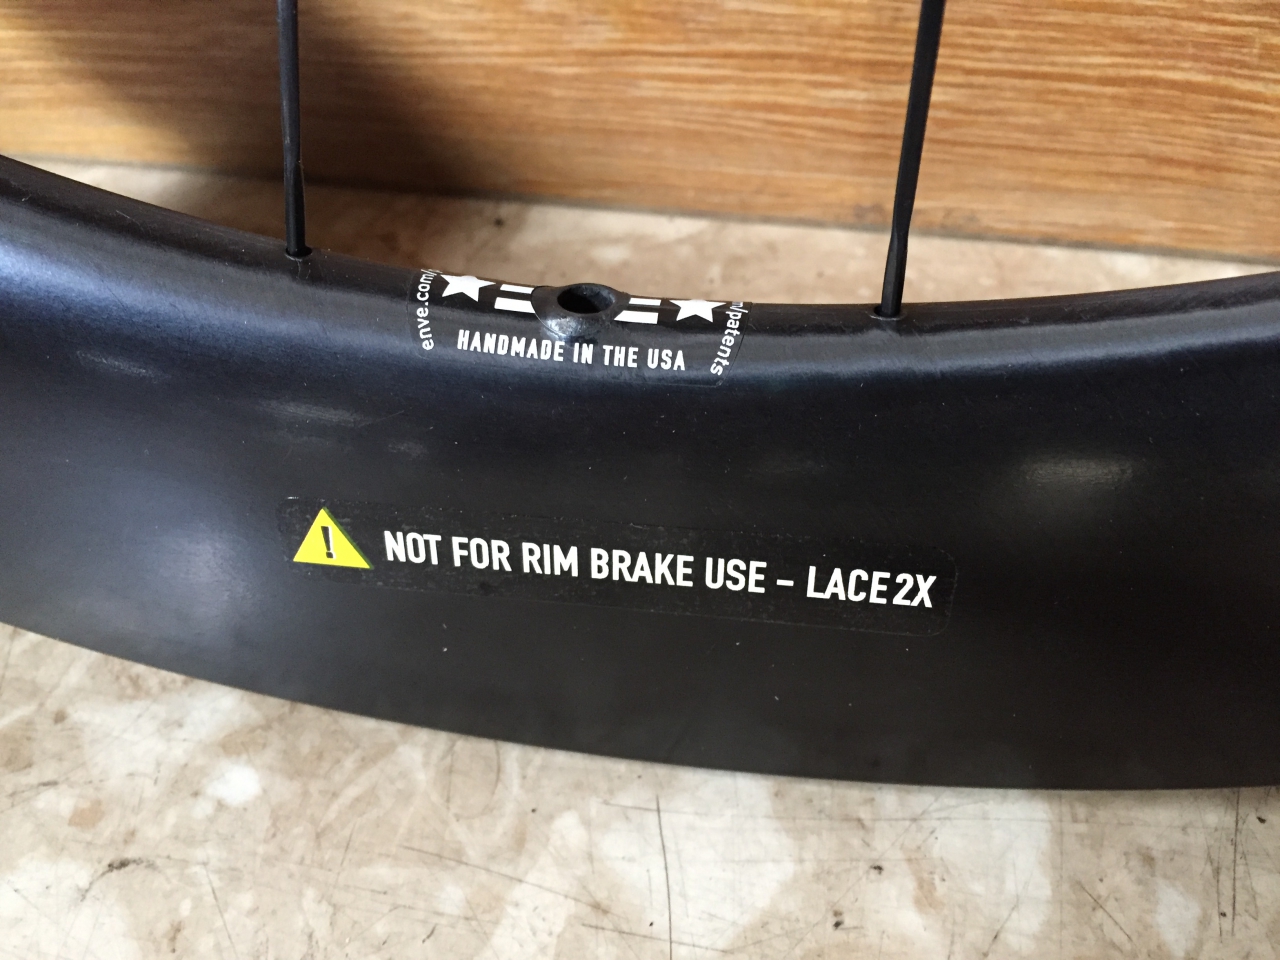 enve.com/
/patents
HANDMADE IN THE USA
! NOT FOR RIM BRAKE USE – LACE 2X